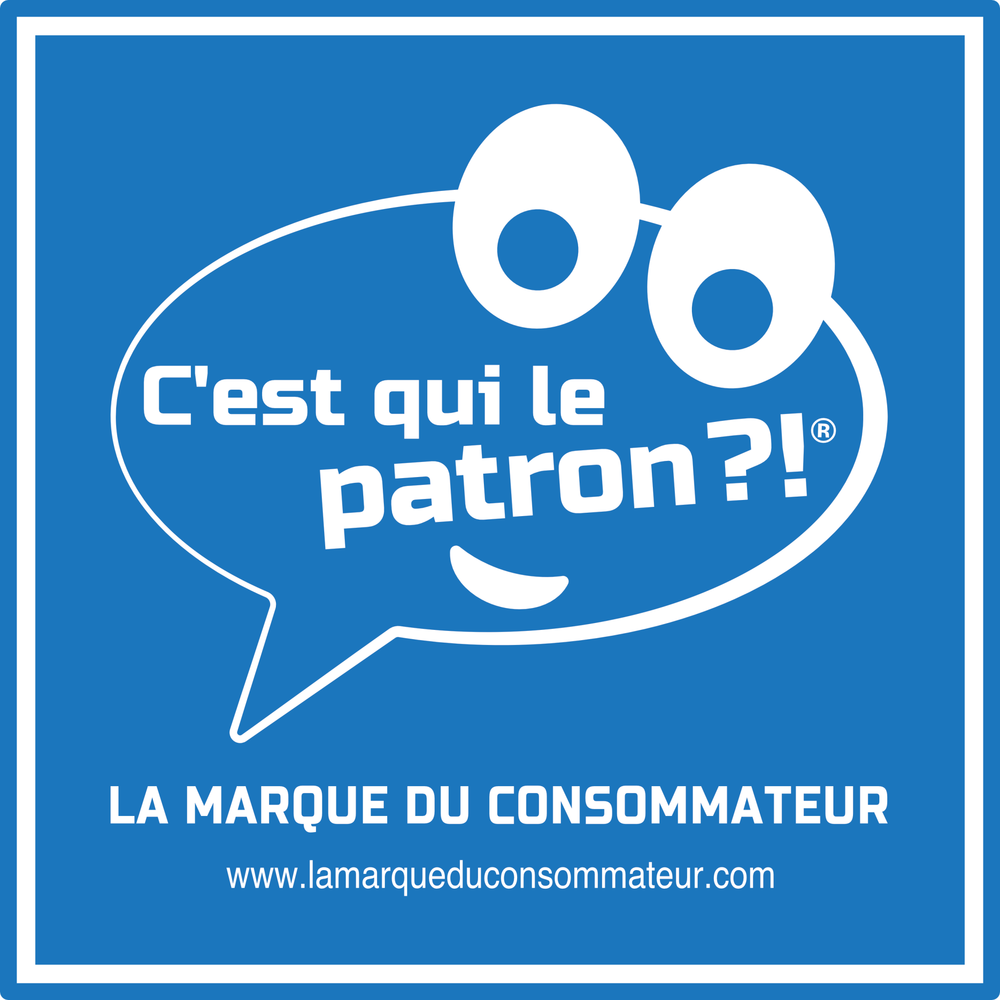 C'est qui le
patron ?!®
LA MARQUE DU CONSOMMATEUR
www.lamarqueduconsommateur.com